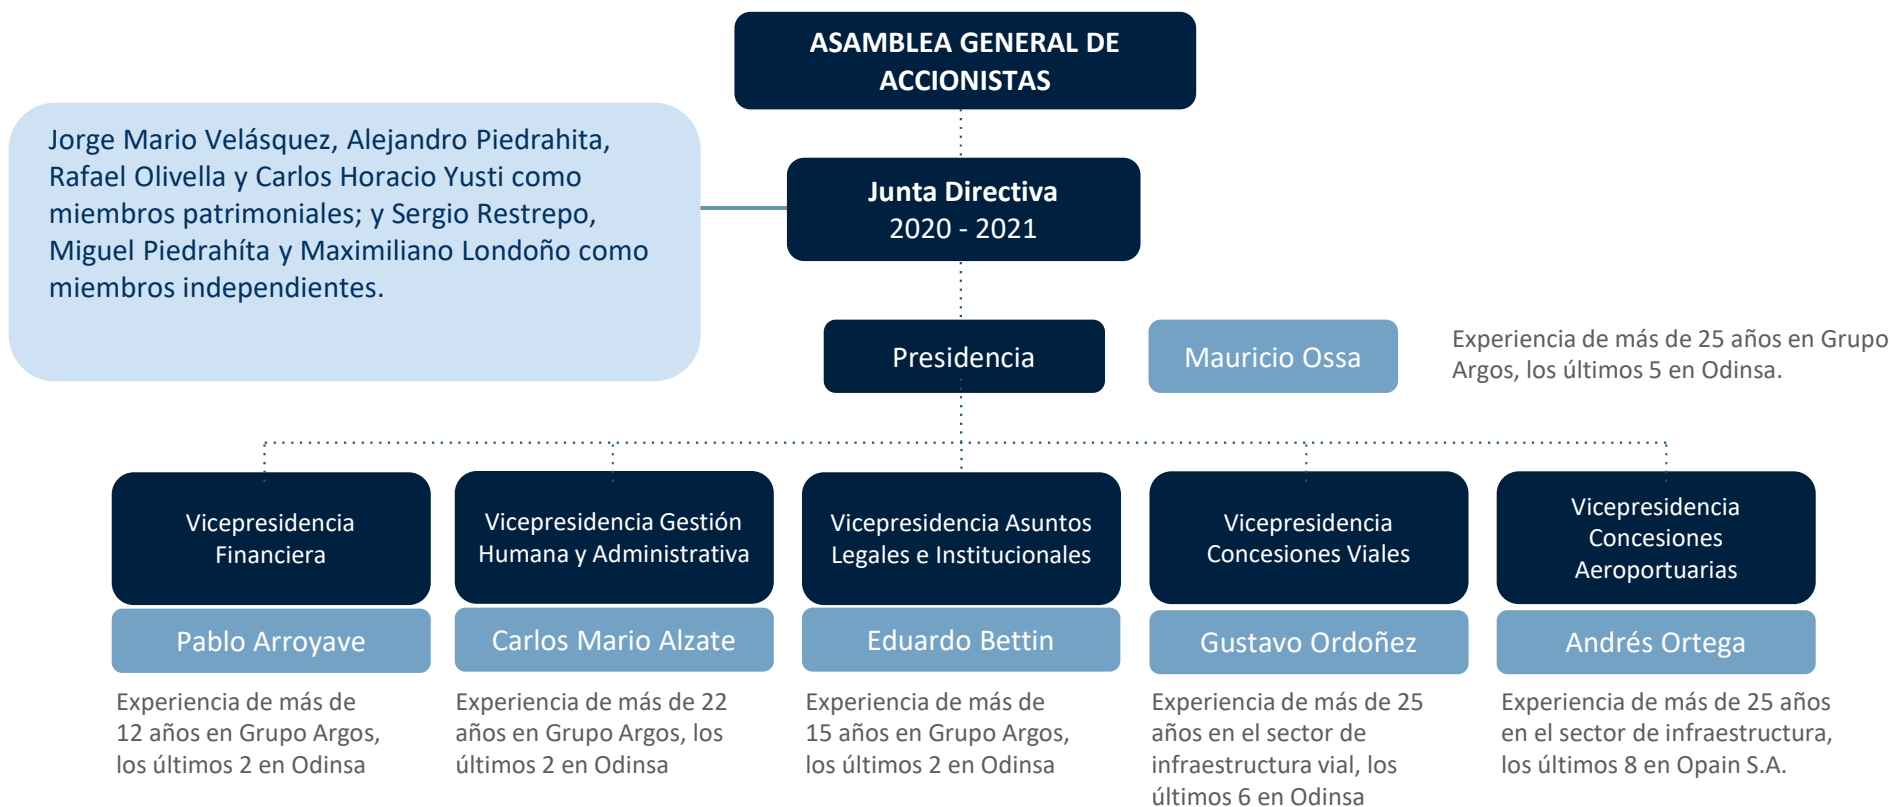 ASAMBLEA GENERAL DE
ACCIONISTAS
Jorge Mario Velásquez, Alejandro Piedrahita,
Rafael Olivella y Carlos Horacio Yusti como
miembros patrimoniales; y Sergio Restrepo,
Miguel Piedrahíta y Maximiliano Londoño como
miembros independientes.
Junta Directiva
2020 - 2021
Presidencia
Mauricio Ossa
Experiencia de más de 25 años en Grupo
Argos, los últimos 5 en Odinsa.
Vicepresidencia
Financiera
Pablo Arroyave
Experiencia de más de
12 años en Grupo Argos,
los últimos 2 en Odinsa
Vicepresidencia Gestión
Humana y Administrativa
Carlos Mario Alzate
Experiencia de más de 22
años en Grupo Argos, los
últimos 2 en Odinsa
Vicepresidencia Asuntos
Legales e Institucionales
Eduardo Bettin
Experiencia de más de
15 años en Grupo Argos,
los últimos 2 en Odinsa
Vicepresidencia
Concesiones Viales
Gustavo Ordoñez
Experiencia de más de 25
años en el sector de
infraestructura vial, los
últimos 6 en Odinsa
Vicepresidencia
Concesiones
Aeroportuarias
Andrés Ortega
Experiencia de más de 25 años
en el sector de infraestructura,
los últimos 8 en Opain S.A.